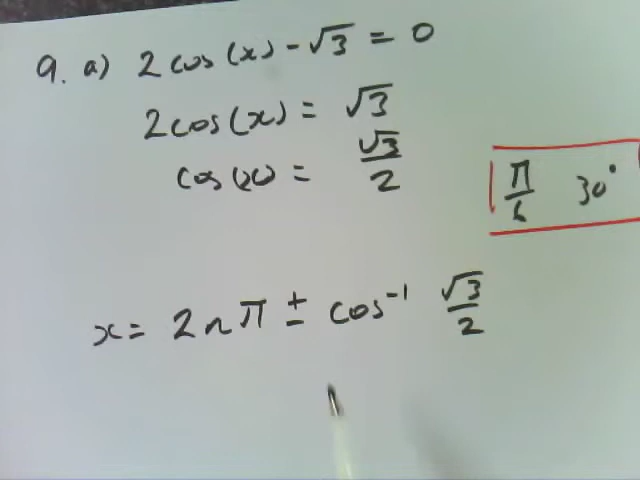 9. a) 2 cos(x) - √3 = 0
2cos(x) = √3
cos(x) = √3/2
π/6 30°
x = 2nπ ± cos⁻¹ √3/2